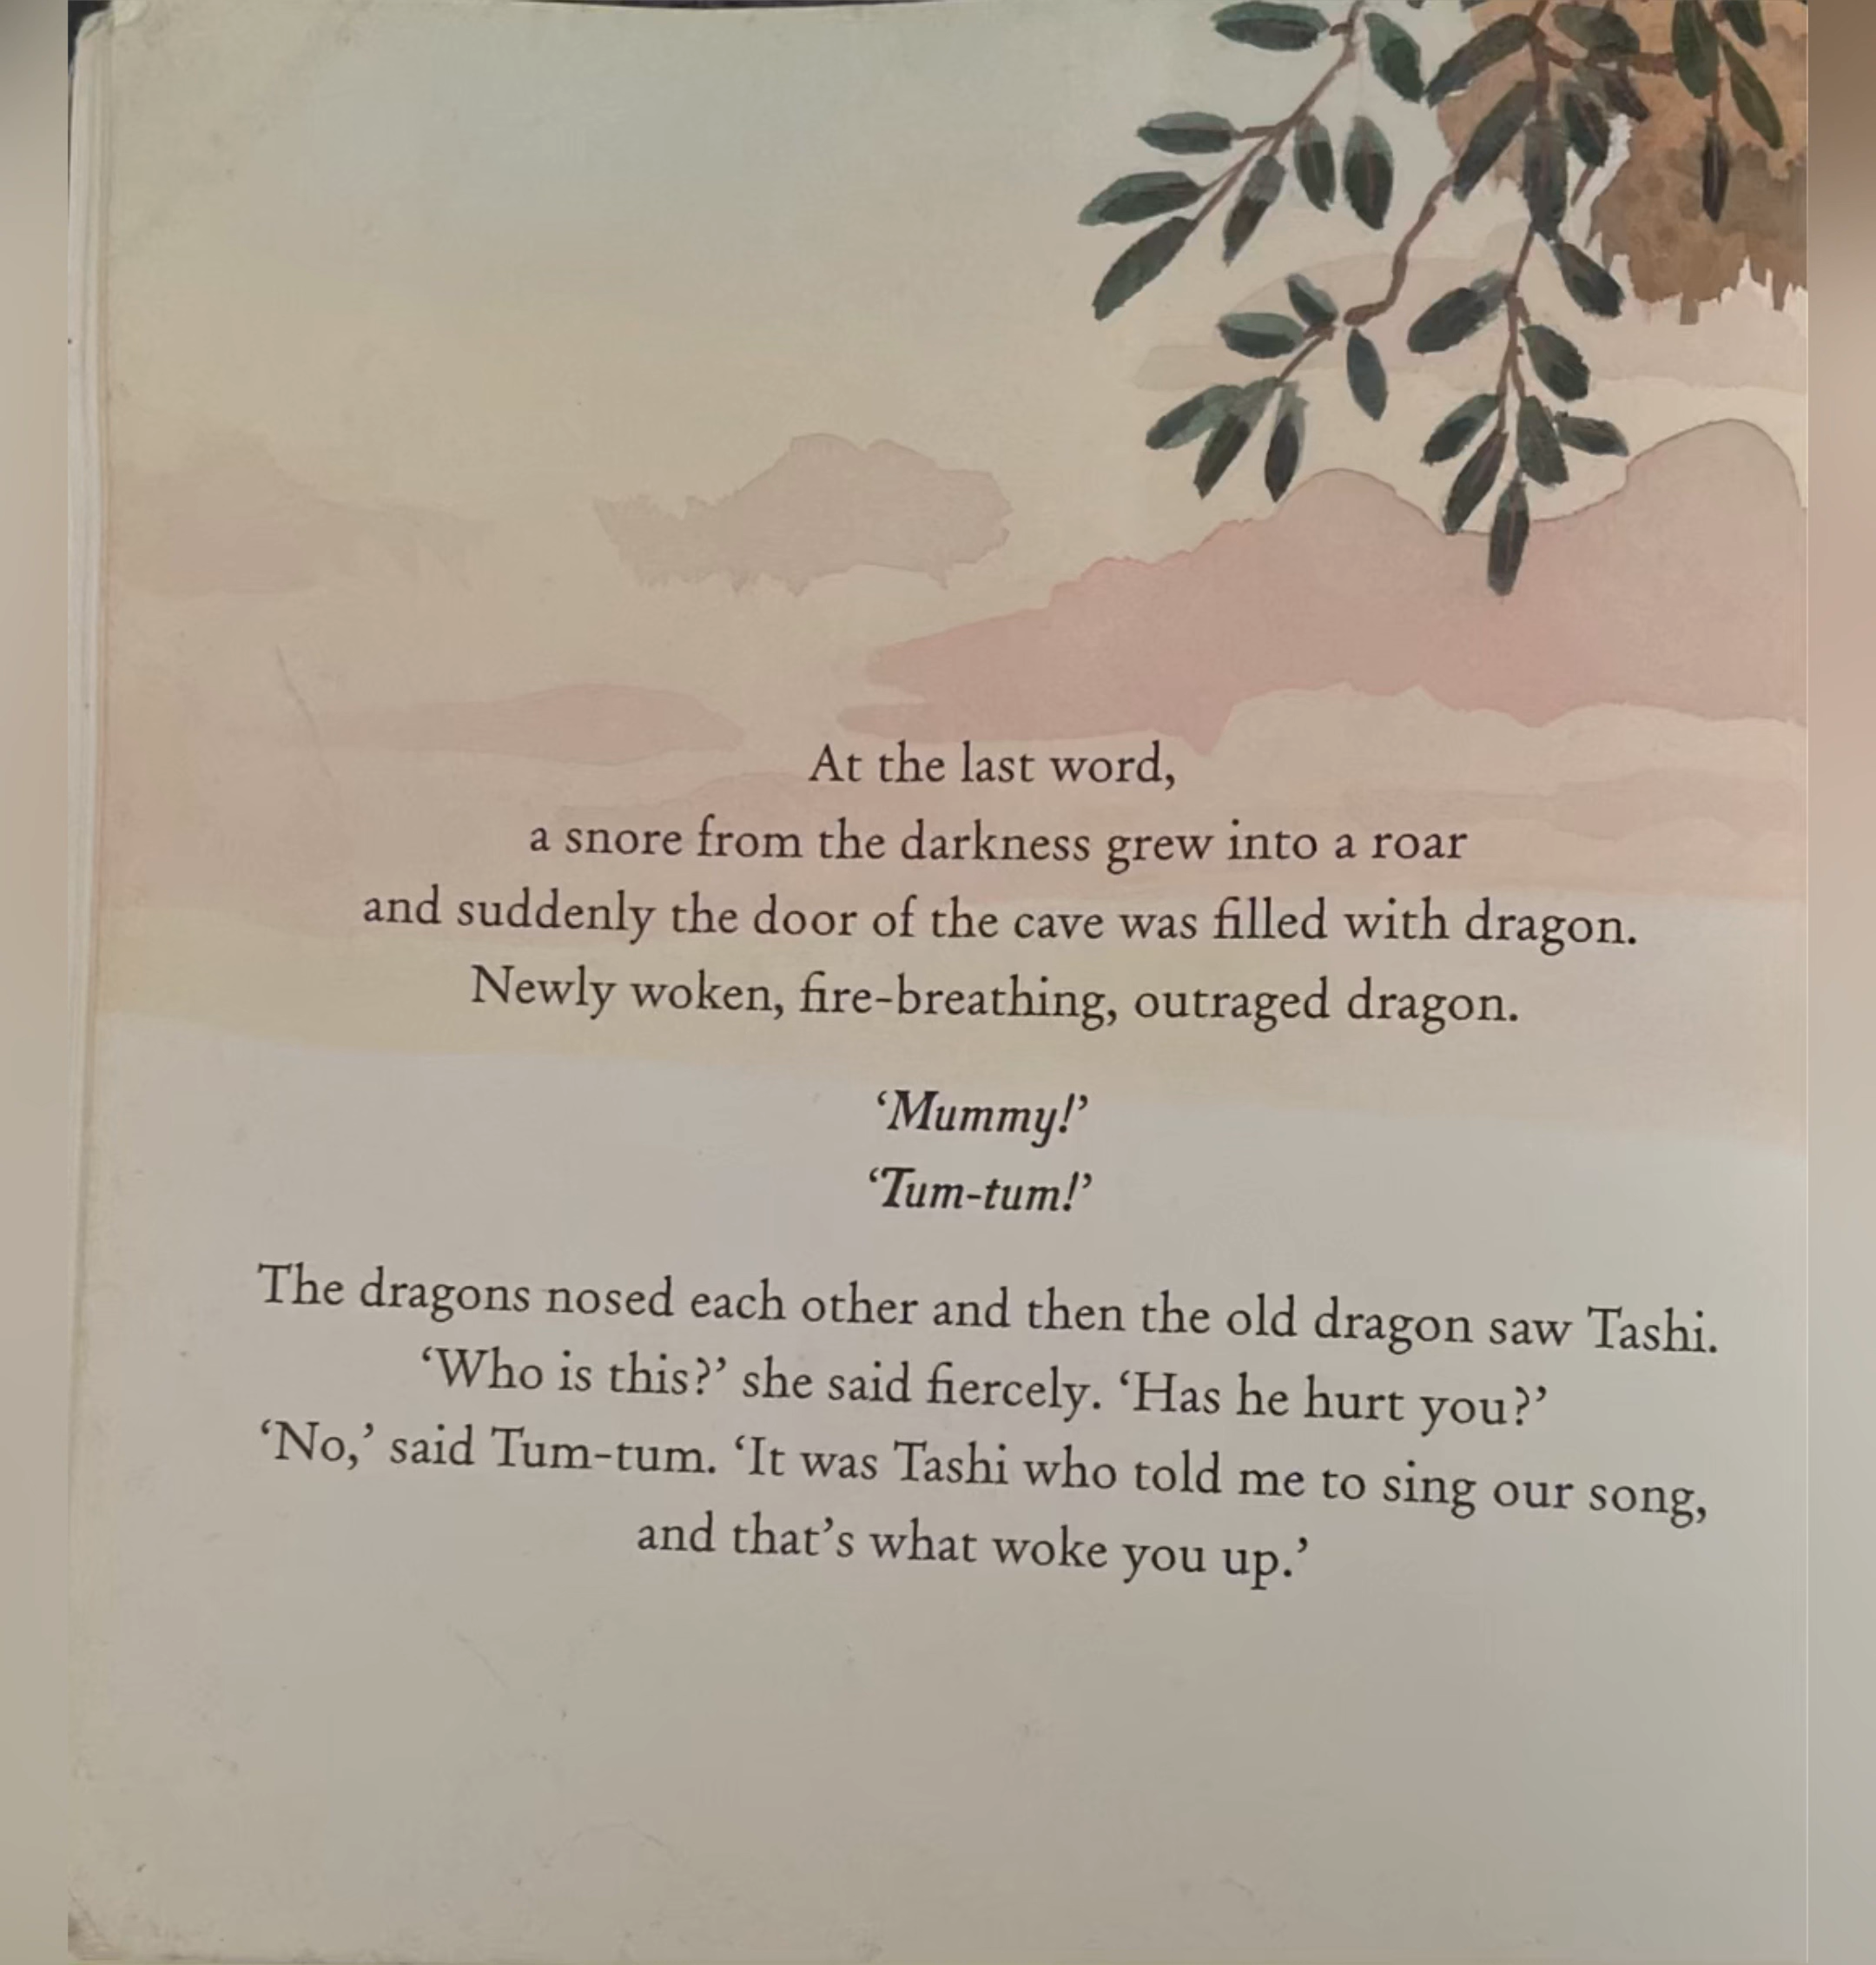 At the last word,
a snore from the darkness grew into a roar
and suddenly the door of the cave was filled with dragon.
Newly woken, fire-breathing, outraged dragon.
‘Mummy!’
‘Tum-tum!’
The dragons nosed each other and then the old dragon saw Tashi.
‘Who is this?’ she said fiercely. ‘Has he hurt you?’
‘No,’ said Tum-tum. ‘It was Tashi who told me to sing our song,
and that’s what woke you up.’